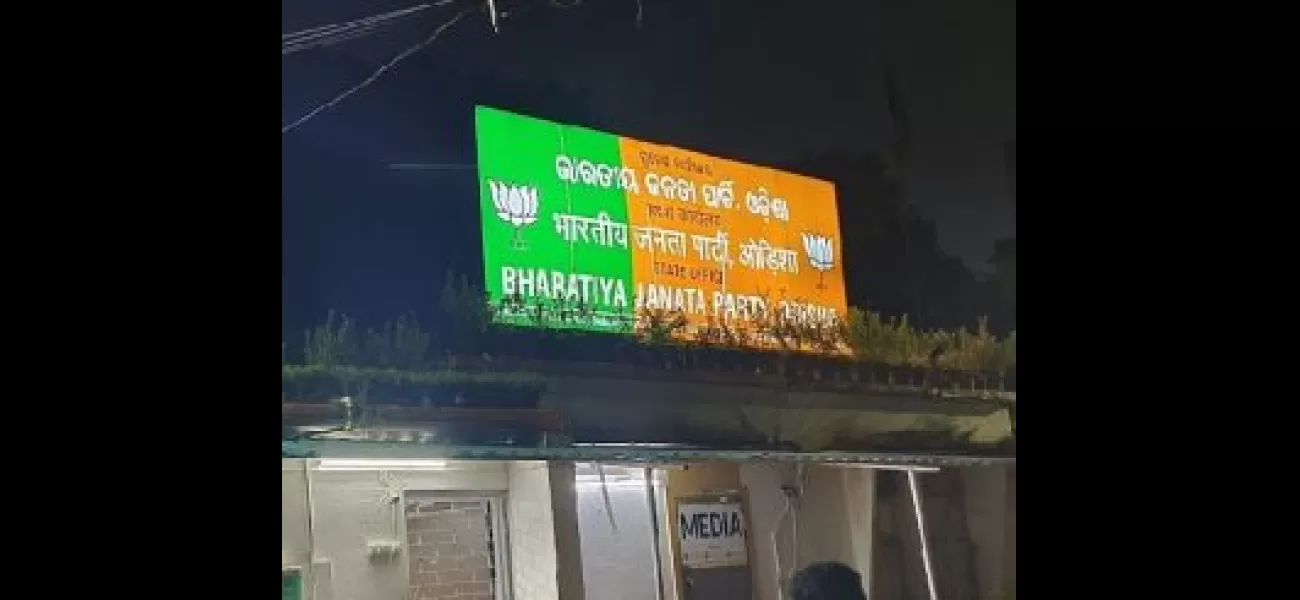 ଭାରତୀୟ ଜନତା ପାର୍ଟି, ଓଡ଼ିଶା
भारतीय जनता पार्टी, ओड़िशा
STATE OFFICE
BHARATIYA JANATA PARTY,
MEDIA